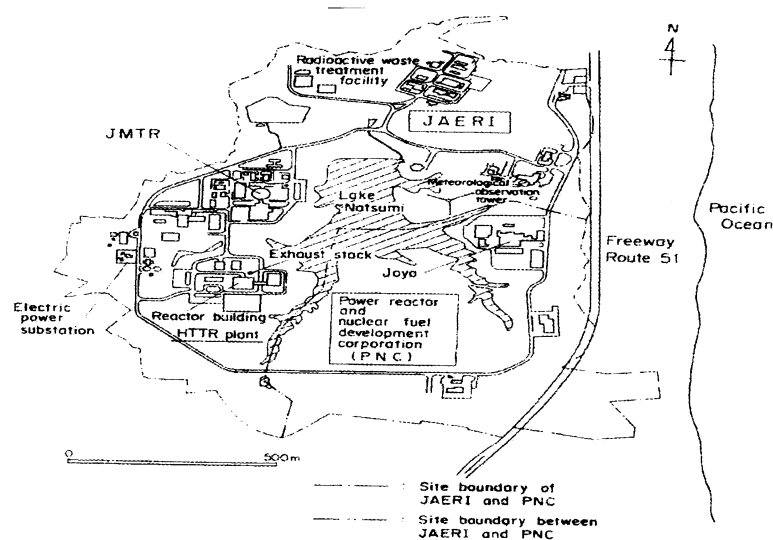 N
Radioactive waste
treatment
facility
JAERI
JMTR
Lake
Natsumi
Meteorological
observation
tower
Pacific
Ocean
Freeway
Route 51
Exhaust stack
Joyo
Electric
power
substation
Reactor building
HTTR plant
Power reactor
and
nuclear fuel
development
corporation
(PNC)
0 500m
: Site boundary of
JAERI and PNC
: Site boundary between
JAERI and PNC